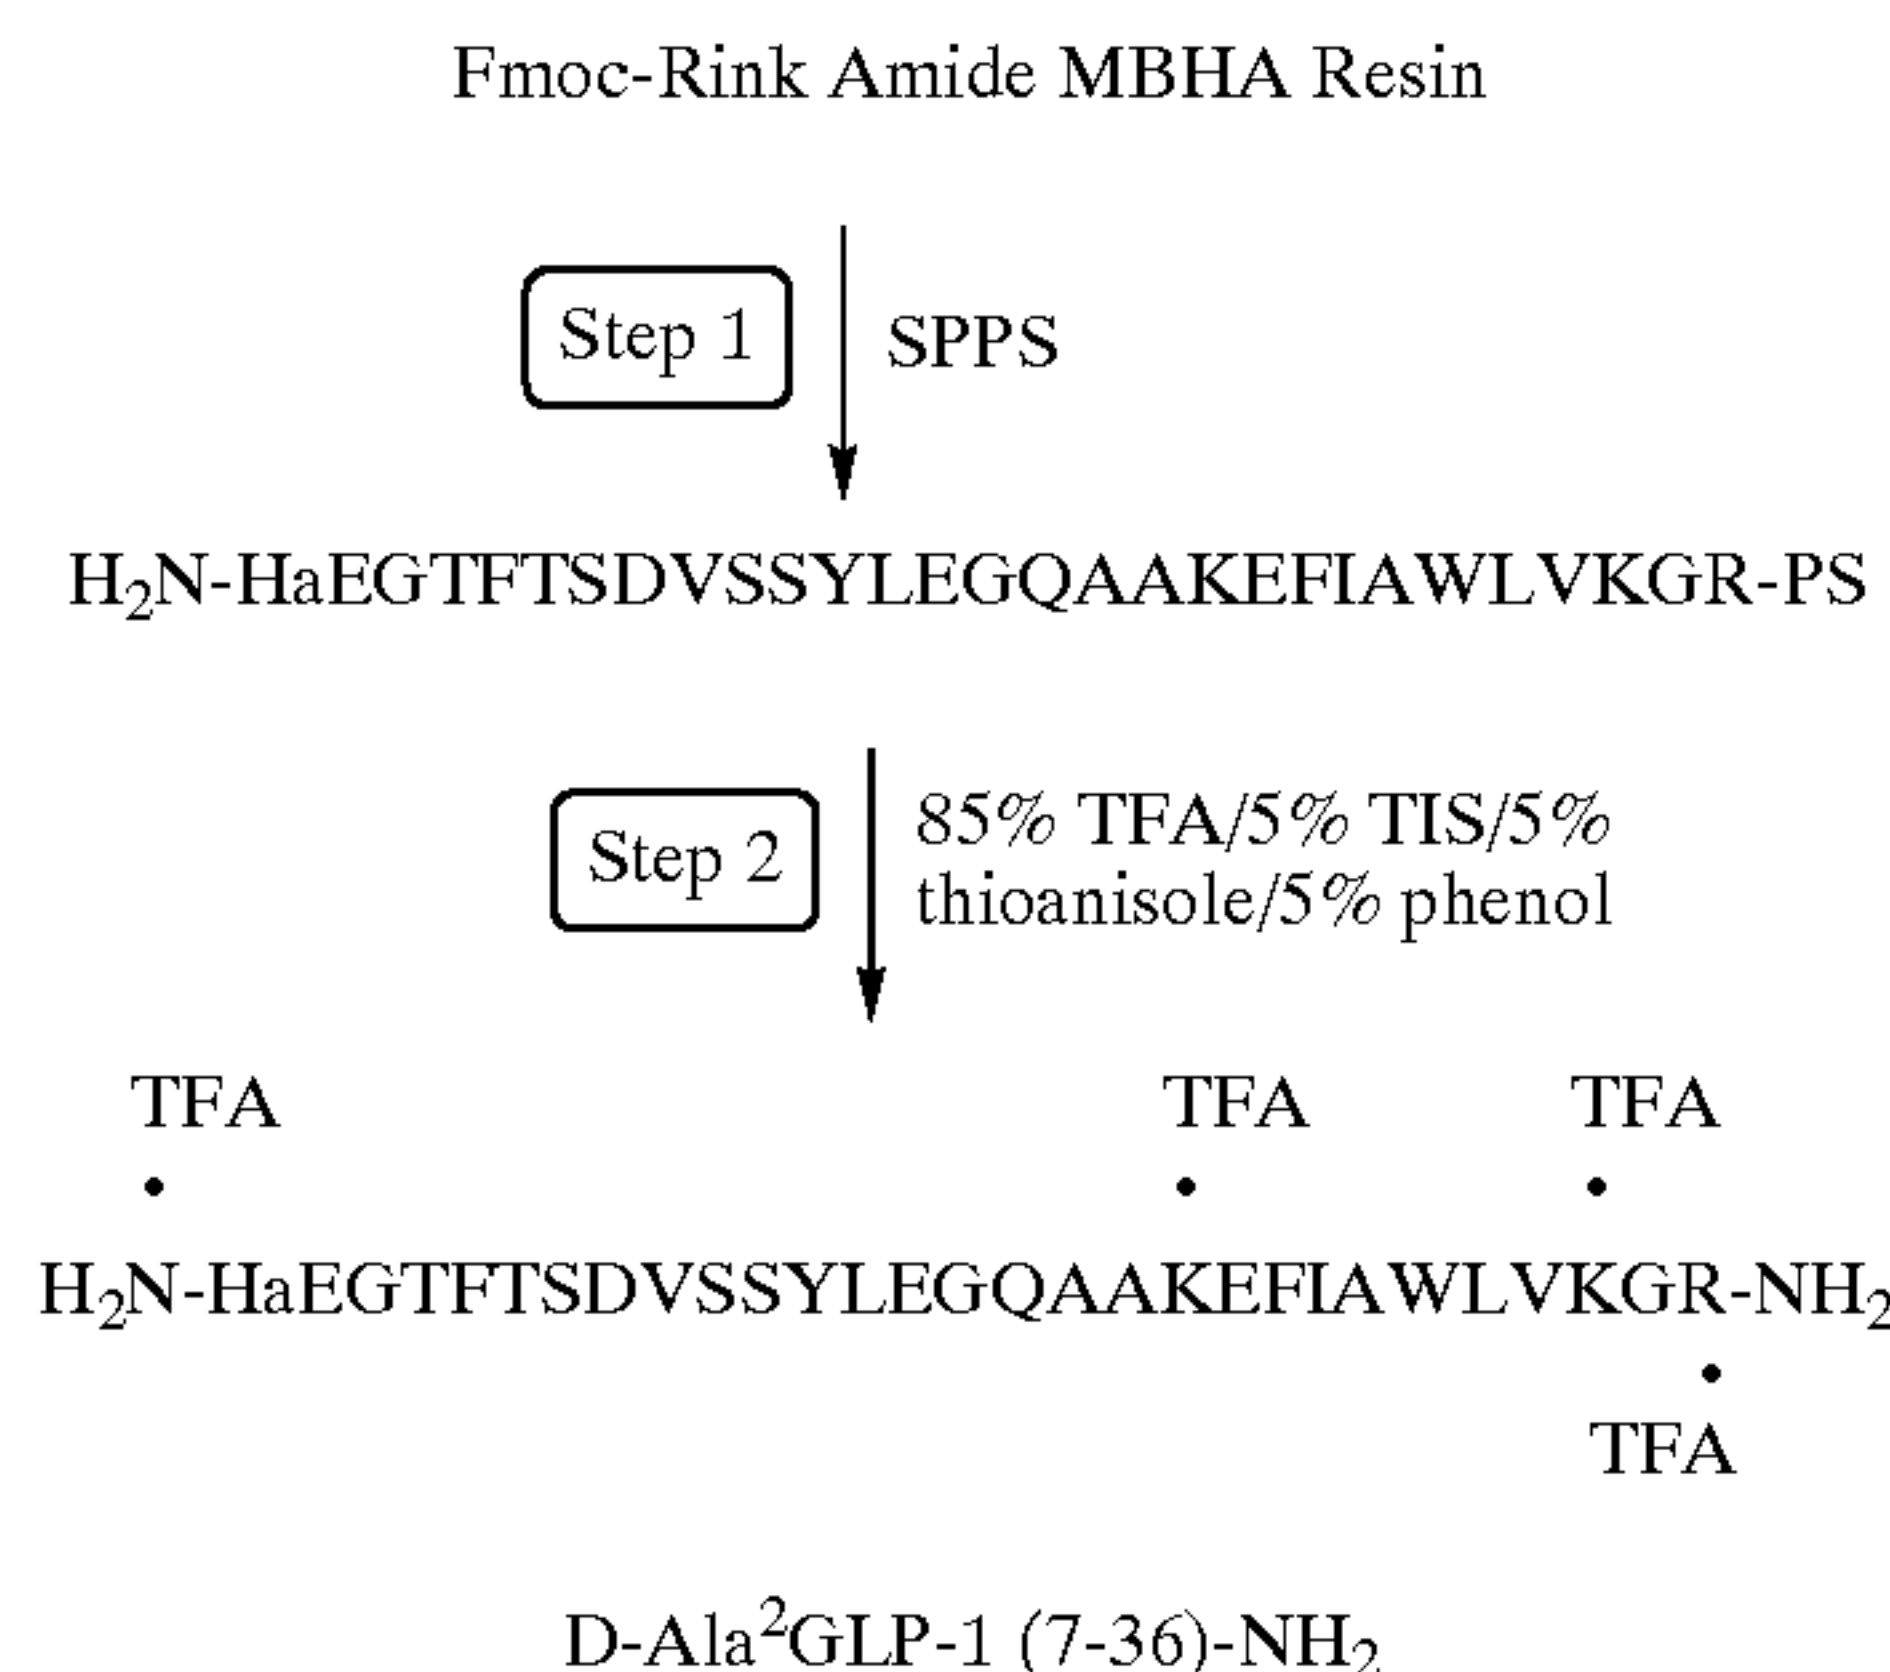 Fmoc-Rink Amide MBHA Resin
Step 1
SPPS
H₂N-HaEGTFTSDVSSYLEGQAAKEFIAWLVKGR-PS
Step 2
85% TFA/5% TIS/5%
thioanisole/5% phenol
TFA TFA TFA
• • •
H₂N-HaEGTFTSDVSSYLEGQAAKEFIAWLVKGR-NH₂
•
TFA
D-Ala²GLP-1 (7-36)-NH₂